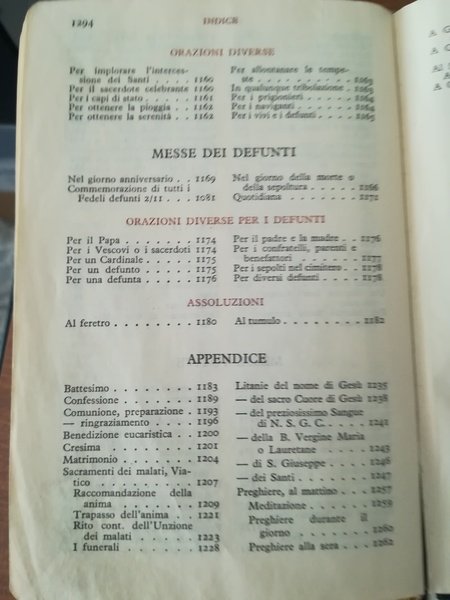 1294 INDICE
ORAZIONI DIVERSE
Per implorare l'interces-
sione dei Santi . . . . 1160
Per il sacerdote celebrante 1160
Per i capi di stato . . . . . 1161
Per ottenere la pioggia . . 1162
Per ottenere la serenità . . 1162
Per allontanare la tempe-
ste
In qualunque tribolazione
Per i prigionieri . . . . 1264
Per i naviganti
Per i vivi e i defunti . . . 1265
MESSE DEI DEFUNTI
Nel giorno anniversario . . 1169
Commemorazione di tutti i
Fedeli defunti 2/11 . . . 1081
Nel giorno della morte o
della sepoltura
Quotidiana
ORAZIONI DIVERSE PER I DEFUNTI
Per il Papa . . . . . . . 1174
Per i Vescovi o i sacerdoti 1174
Per un Cardinale . . . . . 1175
Per un defunto . . . . . 1175
Per una defunta . . . . . 1176
Per il padre e la madre . . 1176
Per i confratelli, parenti e
benefattori . . . . . . 1177
Per i sepolti nel cimitero . . 1178
Per diversi defunti . . . . 1178
ASSOLUZIONI
Al feretro . . . . . . . . 1180
Al tumulo . . . . . . . . 1182
APPENDICE
Battesimo . . . . . . . . 1183
Confessione . . . . . . . 1189
Comunione, preparazione . 1193
— ringraziamento . . . . 1196
Benedizione eucaristica . . 1200
Cresima . . . . . . . . . 1201
Matrimonio . . . . . . . 1204
Sacramenti dei malati, Via-
tico . . . . . . . . . . 1207
Raccomandazione della
anima . . . . . . . . 1209
Trapasso dell'anima . . . 1221
Rito cont. dell'Unzione
dei malati . . . . . . 1223
I funerali . . . . . . . 1228
Litanie del nome di Gesù 1235
— del sacro Cuore di Gesù 1238
— del preziosissimo Sangue
di N. S. G. C. . . . . 1241
— della B. Vergine Maria
o Lauretane . . . . . 1243
— di S. Giuseppe . . . . 1246
— dei Santi . . . . . . . 1247
Preghiere, al mattino . . . 1257
Meditazione . . . . . . 1259
Preghiere durante il
giorno . . . . . . . 1260
Preghiere alla sera . . . 1262